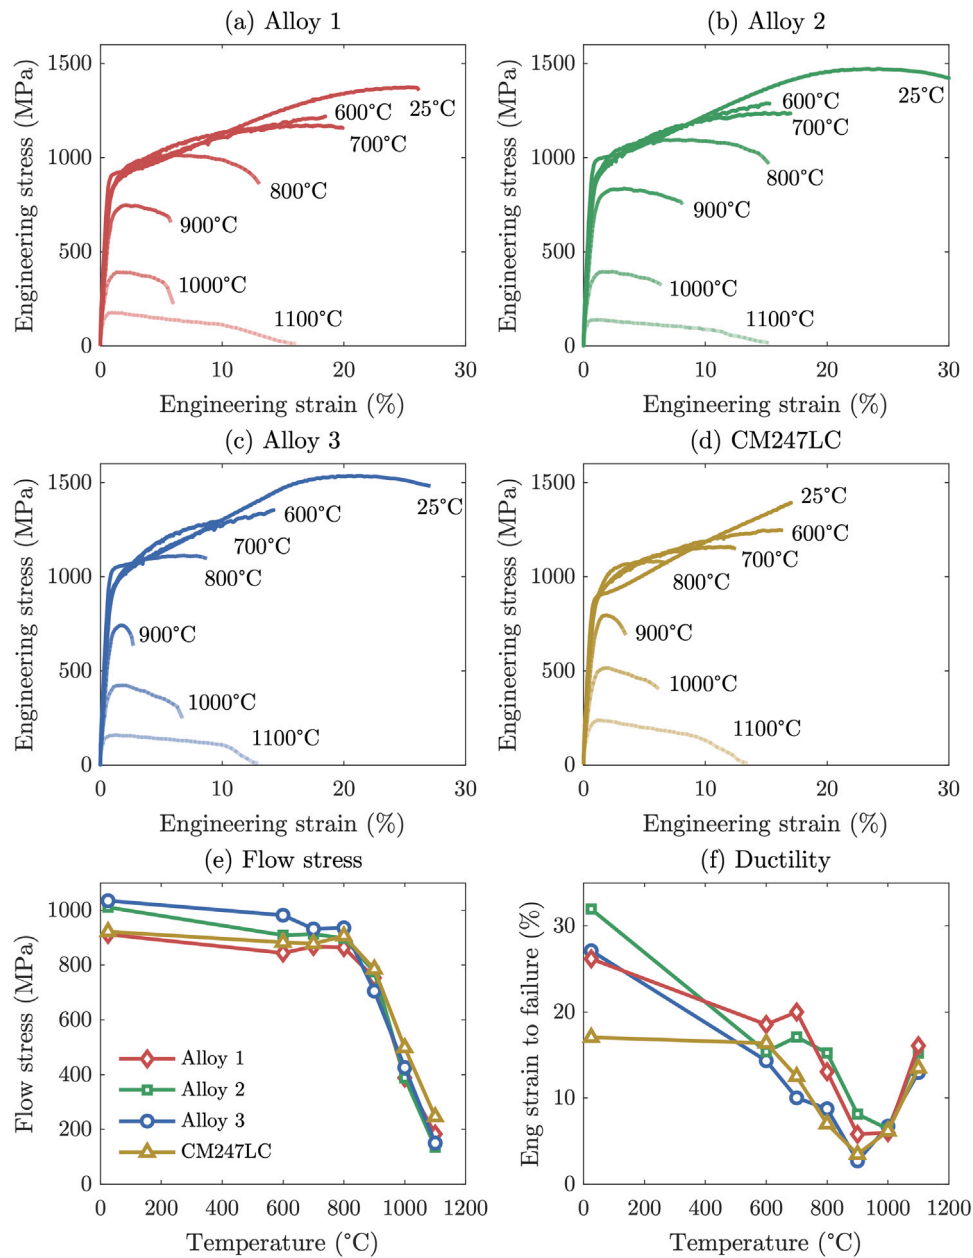 (a) Alloy 1
(b) Alloy 2
Engineering stress (MPa)
1500
1000
500
0
25°C
600°C
700°C
800°C
900°C
1000°C
1100°C
0 10 20 30
Engineering strain (%)
Engineering stress (MPa)
1500
1000
500
0
25°C
600°C
700°C
800°C
900°C
1000°C
1100°C
0 10 20 30
Engineering strain (%)
(c) Alloy 3
(d) CM247LC
Engineering stress (MPa)
1500
1000
500
0
25°C
600°C
700°C
800°C
900°C
1000°C
1100°C
0 10 20 30
Engineering strain (%)
Engineering stress (MPa)
1500
1000
500
0
25°C
600°C
700°C
800°C
900°C
1000°C
1100°C
0 10 20 30
Engineering strain (%)
(e) Flow stress
(f) Ductility
Flow stress (MPa)
1000
800
600
400
200
0
Alloy 1
Alloy 2
Alloy 3
CM247LC
0 200 400 600 800 1000 1200
Temperature (°C)
Eng strain to failure (%)
30
20
10
0
0 200 400 600 800 1000 1200
Temperature (°C)